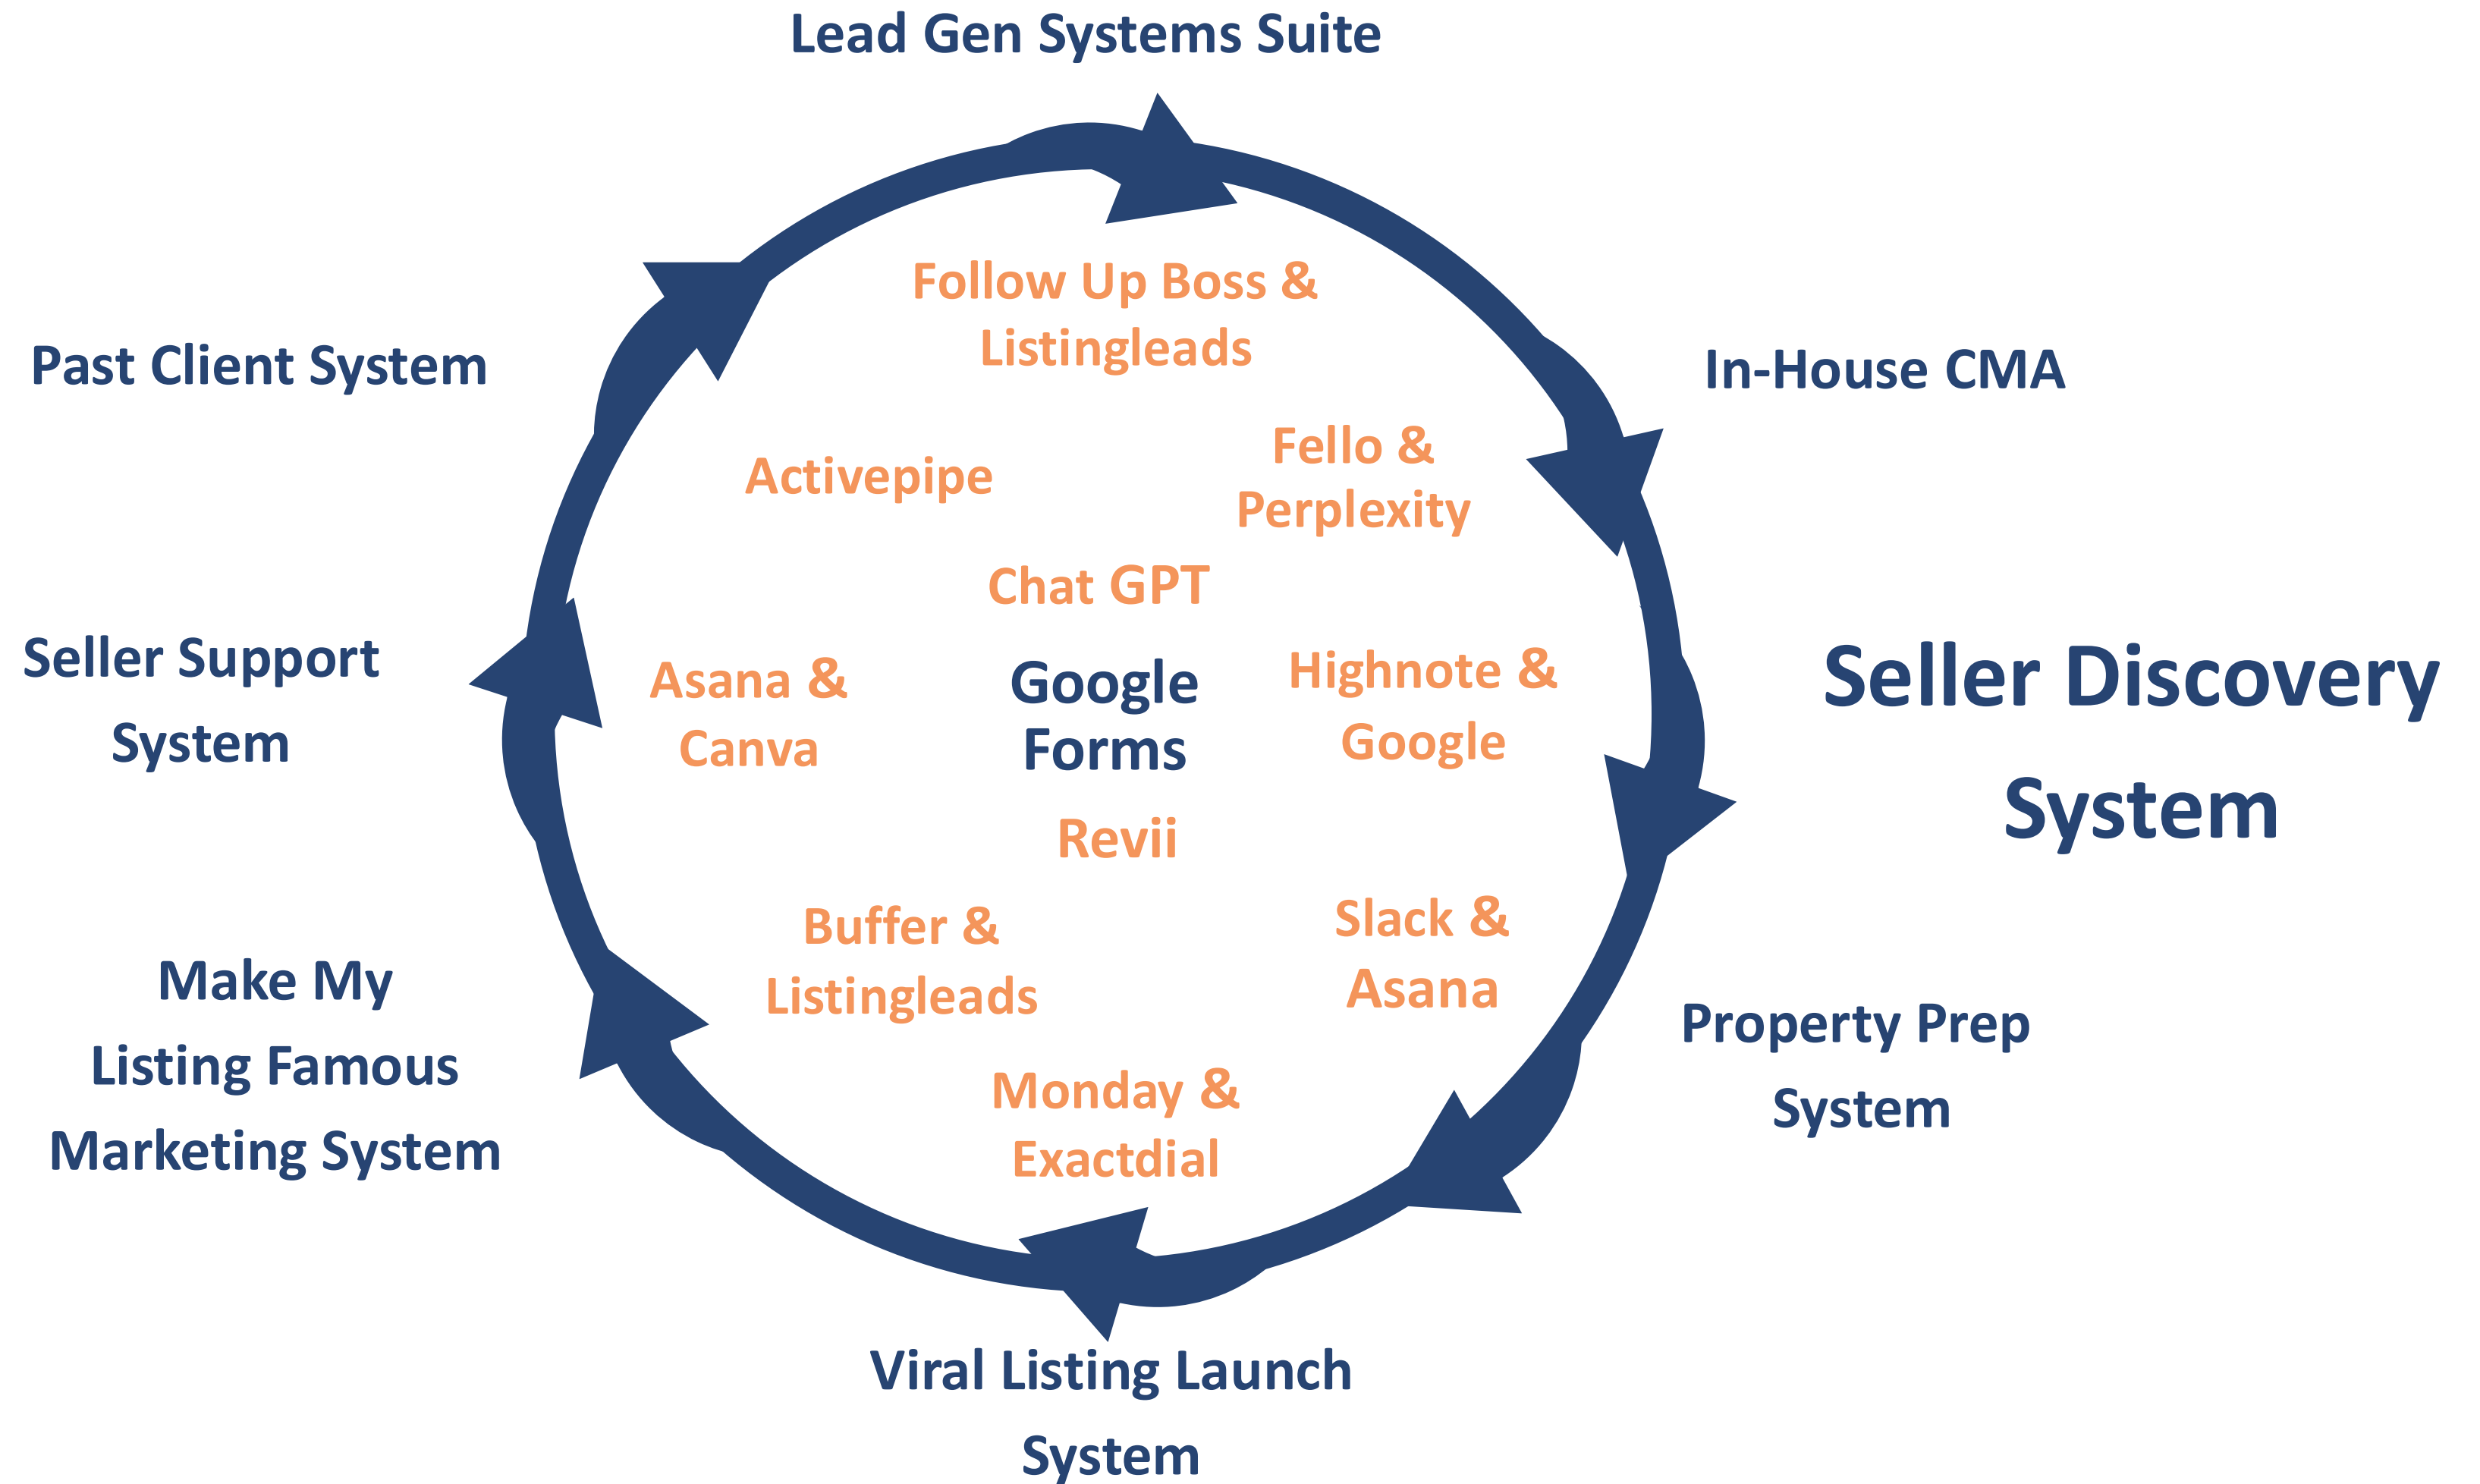 Lead Gen Systems Suite
Follow Up Boss &
Listingleads
Past Client System
In-House CMA
Activepipe
Fello &
Perplexity
Chat GPT
Seller Support
System
Asana &
Canva
Google
Forms
Highnote &
Google
Seller Discovery
System
Revii
Buffer &
Listingleads
Slack &
Asana
Make My
Listing Famous
Marketing System
Property Prep
System
Monday &
Exactdial
Viral Listing Launch
System